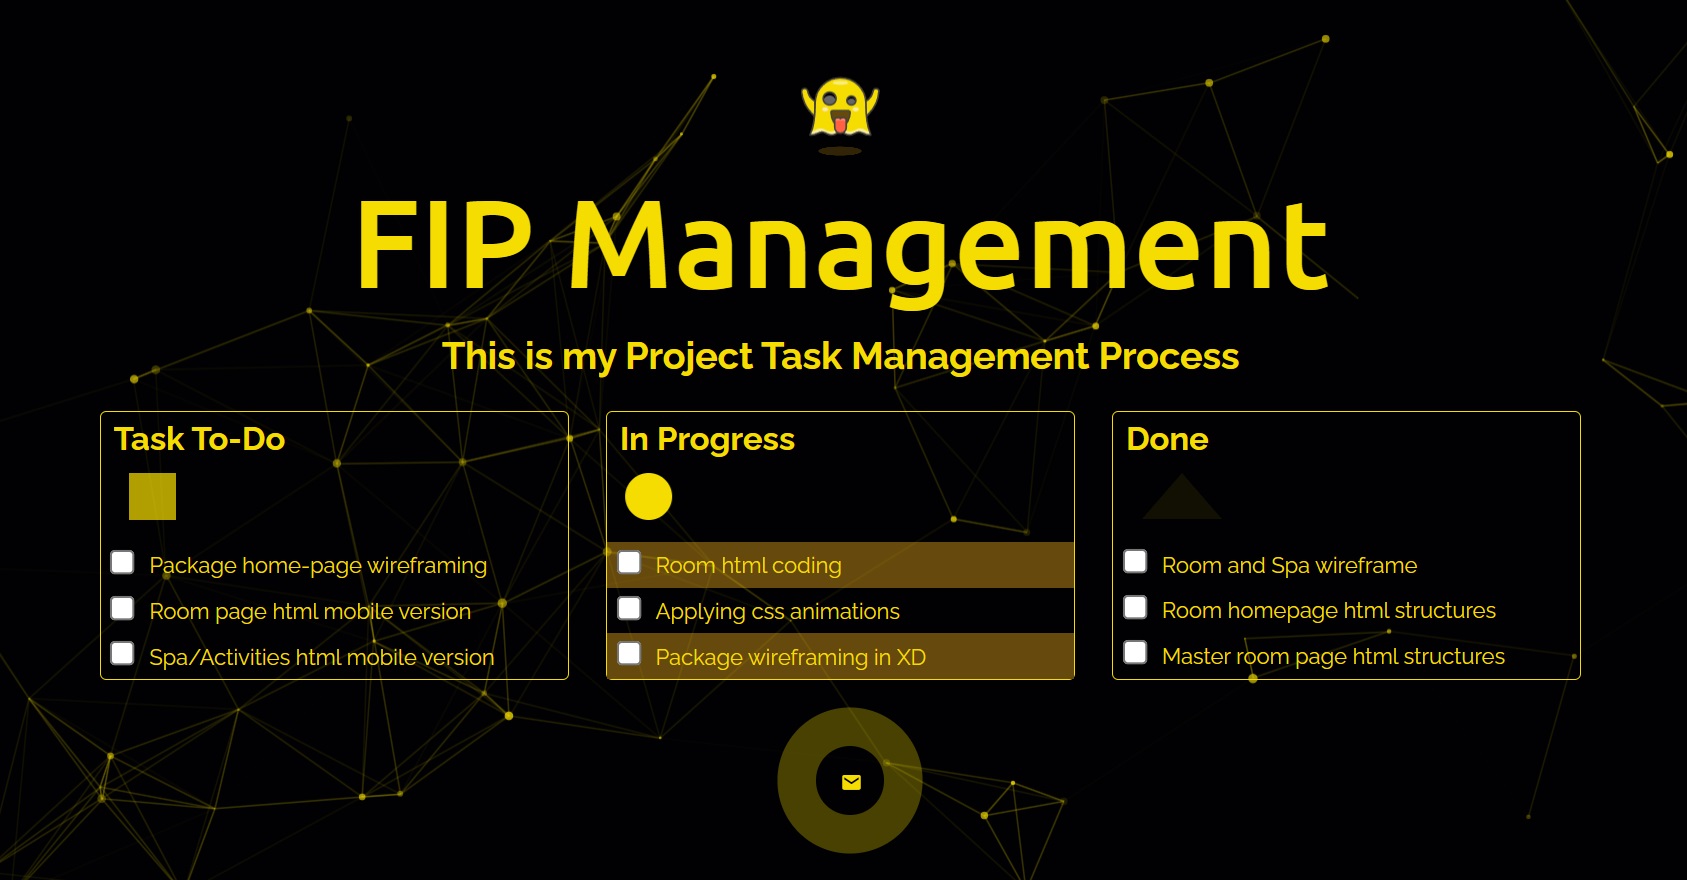 FIP Management
This is my Project Task Management Process
Task To-Do
Package home-page wireframing
Room page html mobile version
Spa/Activities html mobile version
In Progress
Room html coding
Applying css animations
Package wireframing in XD
Done
Room and Spa wireframe
Room homepage html structures
Master room page html structures